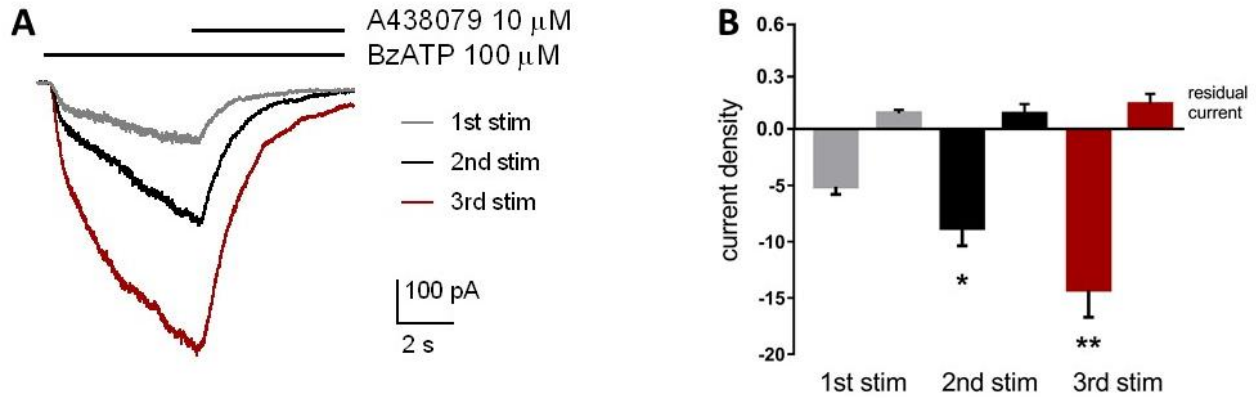 A
A438079 10 μM
BzATP 100 μM
1st stim
2nd stim
3rd stim
100 pA
2 s
B
current density
0.6
0.3
0.0
-5
-10
-15
-20
residual
current
*
**
1st stim
2nd stim
3rd stim